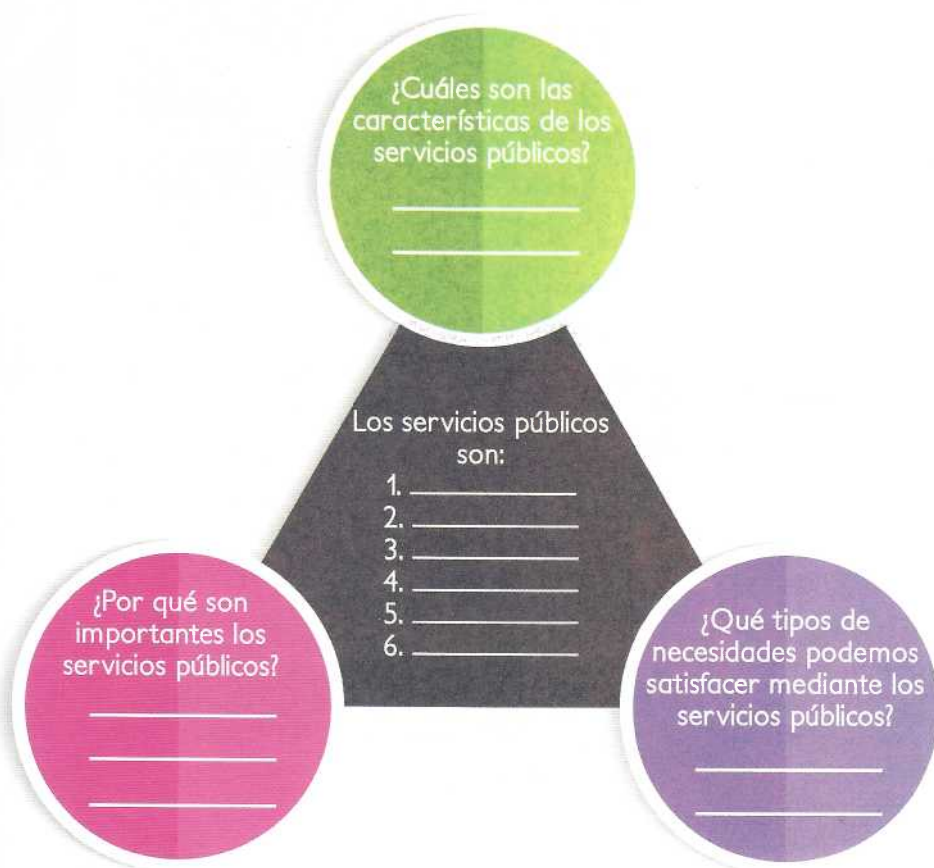 ¿Cuáles son las
características de los
servicios públicos?
Los servicios públicos
son:
1.
2.
3.
4.
5.
6.
¿Por qué son
importantes los
servicios públicos?
¿Qué tipos de
necesidades podemos
satisfacer mediante los
servicios públicos?